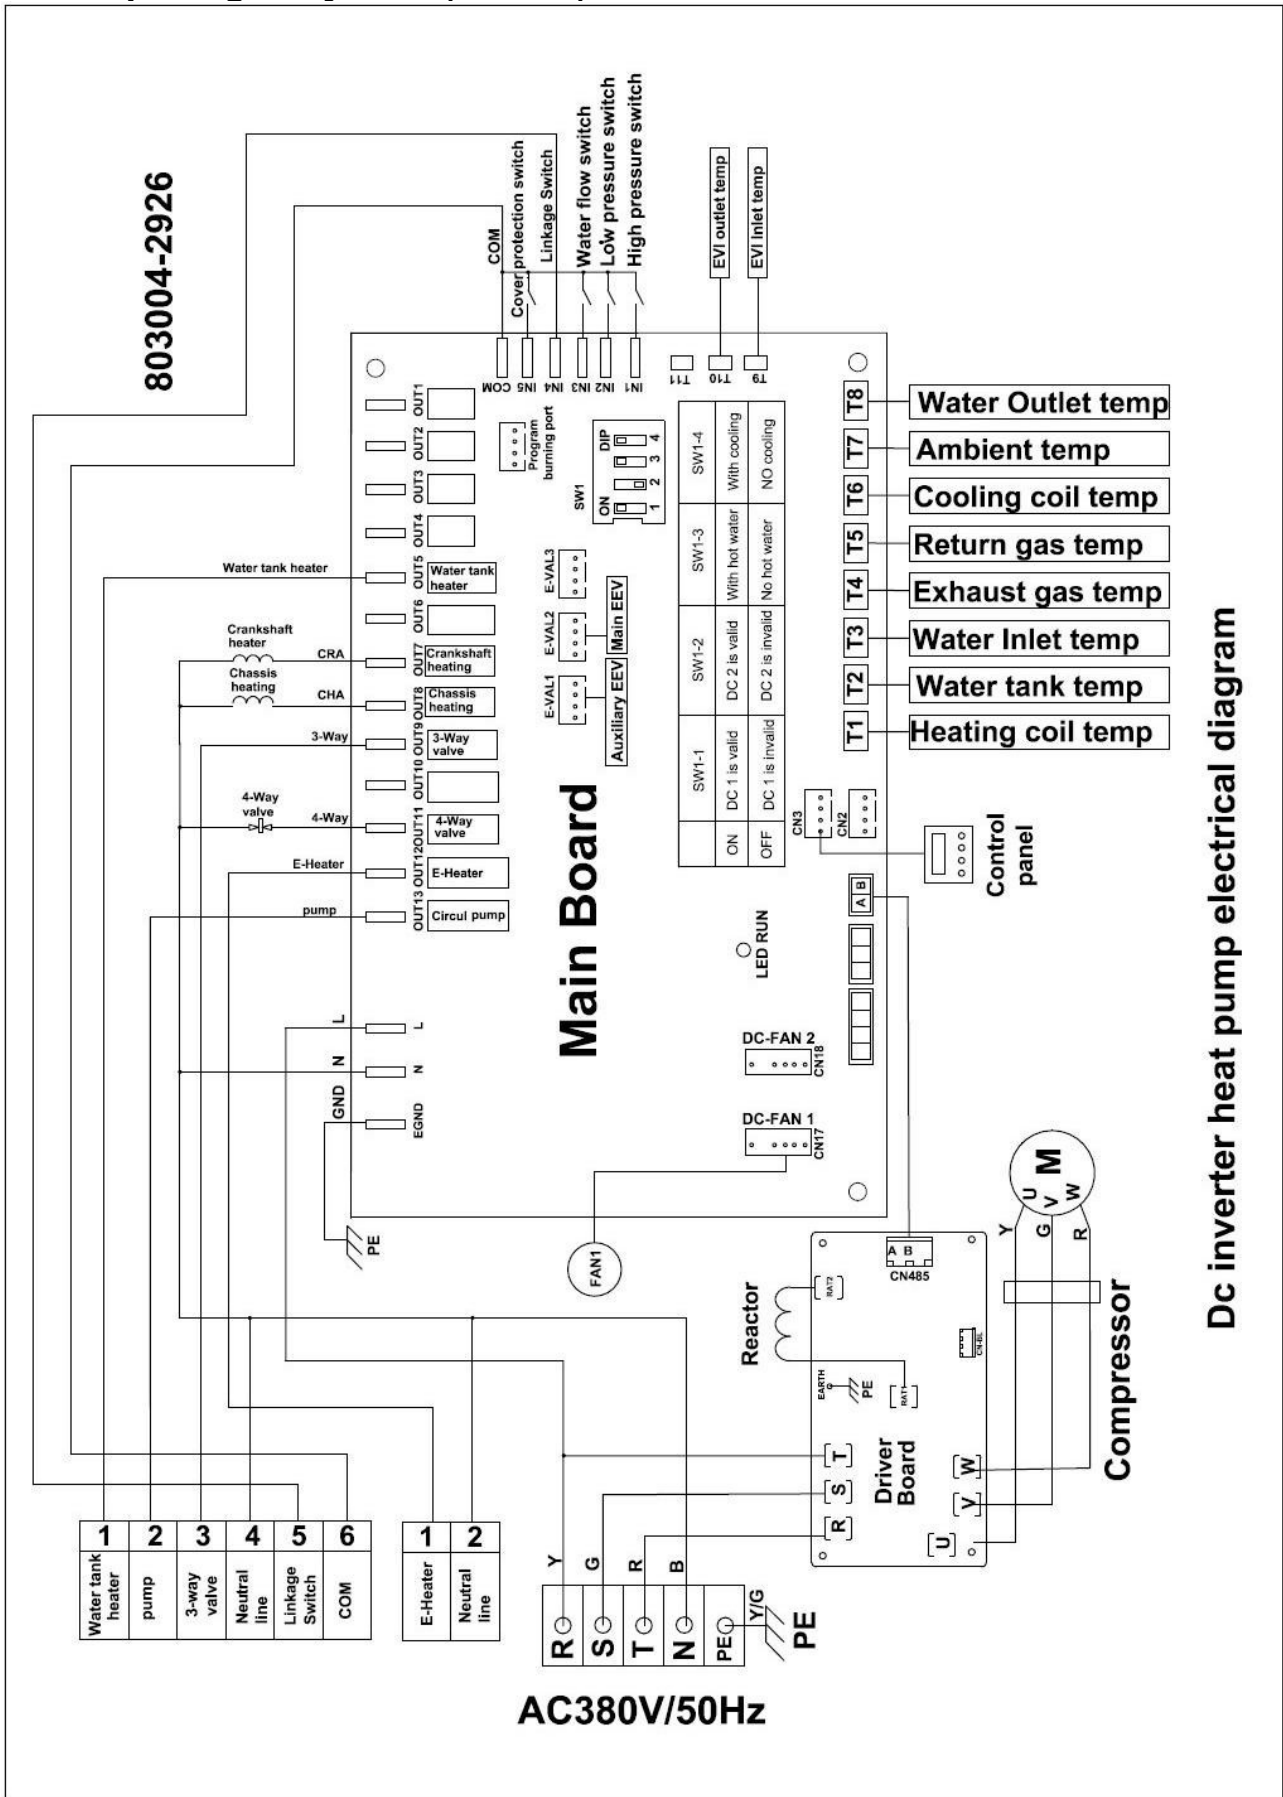 803004-2926
COM
Cover protection switch
Linkage Switch
Water flow switch
Low pressure switch
High pressure switch
COM
IN5
IN4
IN3
IN2
IN1
T11
T10
T9
EVI outlet temp
EVI Inlet temp
OUT1
OUT2
OUT3
OUT4
OUT5
OUT6
OUT7
OUT8
OUT9
OUT10
OUT11
OUT12
OUT13
Water tank heater
Water tank
heater
Crankshaft
heater
CRA
Crankshaft
heating
Chassis
heating
CHA
Chassis
heating
3-Way
3-Way
valve
4-Way
valve
4-Way
4-Way
valve
E-Heater
E-Heater
pump
Circul pump
L
L
N
N
GND
EGND
PE
Program
burning port
SW1
ON
DIP
1
2
3
4
E-VAL3
E-VAL2
E-VAL1
Main EEV
Auxiliary EEV
SW1-1
SW1-2
SW1-3
SW1-4
ON
DC 1 is valid
DC 2 is valid
With hot water
With cooling
OFF
DC 1 is invalid
DC 2 is invalid
No hot water
NO cooling
Main Board
T8
Water Outlet temp
T7
Ambient temp
T6
Cooling coil temp
T5
Return gas temp
T4
Exhaust gas temp
T3
Water Inlet temp
T2
Water tank temp
T1
Heating coil temp
CN3
CN2
Control
panel
A B
LED RUN
DC-FAN 2
CN18
DC-FAN 1
CN17
FAN1
M
U
V
W
Y
G
R
A B
CN485
RAT2
Reactor
CN-BL
EARTH
PE
RAT1
T
S
R
Driver
Board
W
V
U
Compressor
1
2
3
4
5
6
Water tank
heater
pump
3-way
valve
Neutral
line
Linkage
Switch
COM
1
2
E-Heater
Neutral
line
Y
G
R
B
Y/G
R
S
T
N
PE
PE
AC380V/50Hz
Dc inverter heat pump electrical diagram